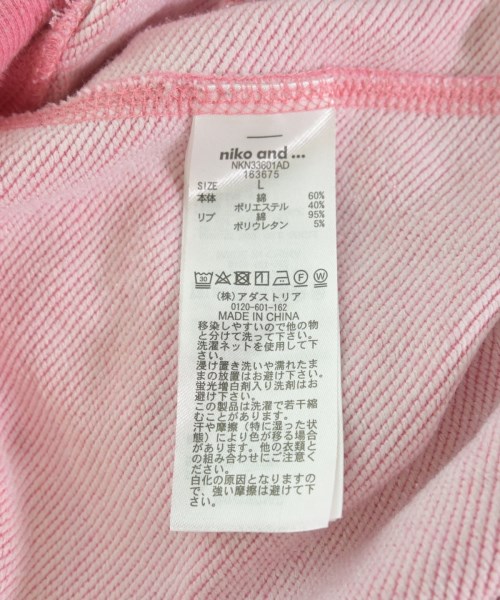 niko and ...
NKN33601AD
163675
SIZE L
本体 綿 60%
ポリエステル 40%
リブ 綿 95%
ポリウレタン 5%
30 F W
(株)アダストリア
0120-601-162
MADE IN CHINA
移染しやすいので他の物
と分けて洗って下さい。
洗濯ネットを使用して下
さい。
浸け置き洗いや濡れたま
まの放置はお避け下さい。
蛍光増白剤入り洗剤はお
避け下さい。
この製品は洗濯で若干縮
むことがあります。
汗や摩擦(特に湿った状
態)により色が移る場合
があります。他の衣類と
の組み合わせにご注意く
ださい。
白化の原因となりますの
で、強い摩擦は避けて下
さい。